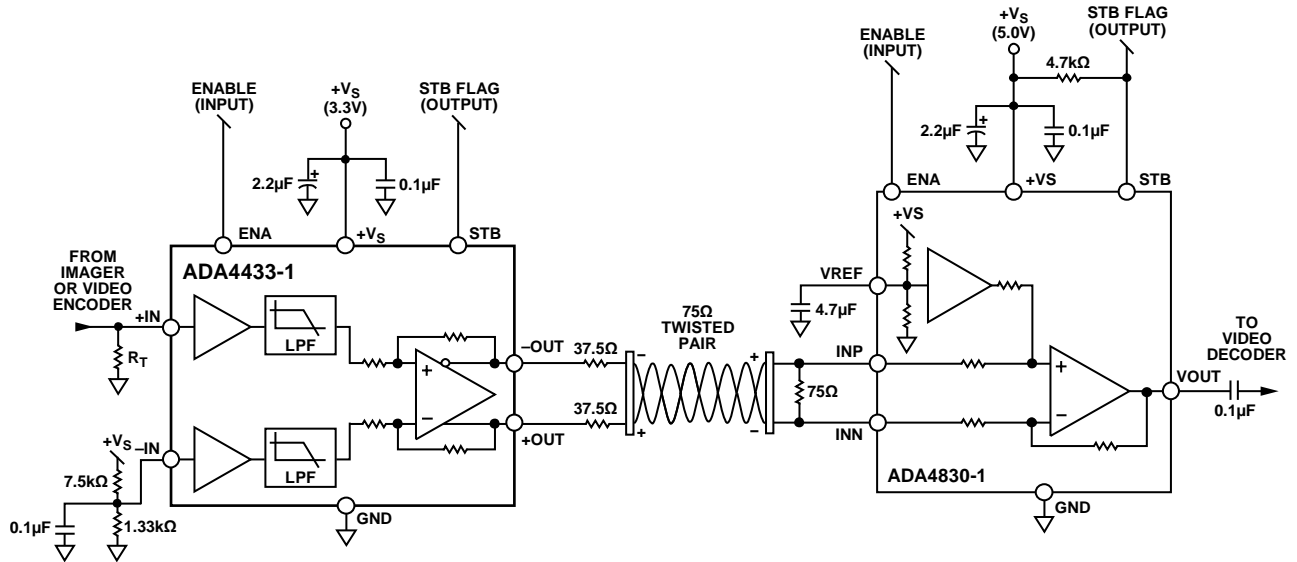 ENABLE
(INPUT)
+VS
(3.3V)
STB FLAG
(OUTPUT)
2.2µF
+
0.1µF
ENA
+VS
STB
FROM
IMAGER
OR VIDEO
ENCODER
+IN
RT
ADA4433-1
LPF
+
–
–OUT
+OUT
LPF
+VS
–IN
7.5kΩ
0.1µF
1.33kΩ
GND
37.5Ω
37.5Ω
75Ω
TWISTED
PAIR
–
+
+
–
75Ω
ENABLE
(INPUT)
+VS
(5.0V)
STB FLAG
(OUTPUT)
4.7kΩ
2.2µF
+
0.1µF
ENA
+VS
STB
+VS
VREF
4.7µF
INP
INN
+
–
ADA4830-1
GND
TO
VIDEO
DECODER
VOUT
0.1µF